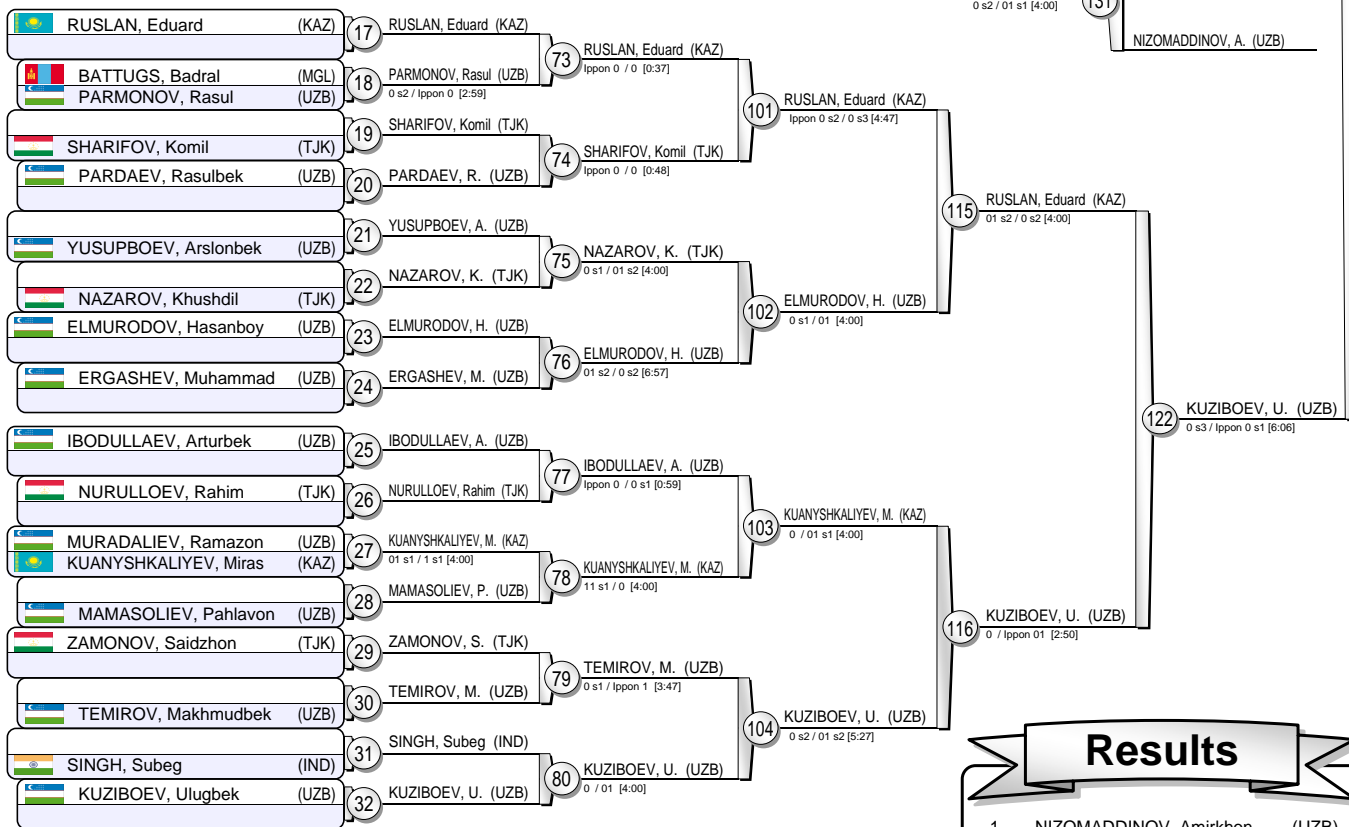 0 s2 / 01 s1 [4:00]
131
NIZOMADDINOV, A. (UZB)
RUSLAN, Eduard (KAZ)
BATTUGS, Badral (MGL)
PARMONOV, Rasul (UZB)
SHARIFOV, Komil (TJK)
PARDAEV, Rasulbek (UZB)
YUSUPBOEV, Arslonbek (UZB)
NAZAROV, Khushdil (TJK)
ELMURODOV, Hasanboy (UZB)
ERGASHEV, Muhammad (UZB)
IBODULLAEV, Arturbek (UZB)
NURULLOEV, Rahim (TJK)
MURADALIEV, Ramazon (UZB)
KUANYSHKALIYEV, Miras (KAZ)
MAMASOLIEV, Pahlavon (UZB)
ZAMONOV, Saidzhon (TJK)
TEMIROV, Makhmudbek (UZB)
SINGH, Subeg (IND)
KUZIBOEV, Ulugbek (UZB)
17 RUSLAN, Eduard (KAZ)
18 PARMONOV, Rasul (UZB)
0 s2 / Ippon 0 [2:59]
19 SHARIFOV, Komil (TJK)
20 PARDAEV, R. (UZB)
21 YUSUPBOEV, A. (UZB)
22 NAZAROV, K. (TJK)
23 ELMURODOV, H. (UZB)
24 ERGASHEV, M. (UZB)
25 IBODULLAEV, A. (UZB)
26 NURULLOEV, Rahim (TJK)
27 KUANYSHKALIYEV, M. (KAZ)
01 s1 / 1 s1 [4:00]
28 MAMASOLIEV, P. (UZB)
29 ZAMONOV, S. (TJK)
30 TEMIROV, M. (UZB)
31 SINGH, Subeg (IND)
32 KUZIBOEV, U. (UZB)
73 RUSLAN, Eduard (KAZ)
Ippon 0 / 0 [0:37]
74 SHARIFOV, Komil (TJK)
Ippon 0 / 0 [0:48]
75 NAZAROV, K. (TJK)
0 s1 / 01 s2 [4:00]
76 ELMURODOV, H. (UZB)
01 s2 / 0 s2 [6:57]
77 IBODULLAEV, A. (UZB)
Ippon 0 / 0 s1 [0:59]
78 KUANYSHKALIYEV, M. (KAZ)
11 s1 / 0 [4:00]
79 TEMIROV, M. (UZB)
0 s1 / Ippon 1 [3:47]
80 KUZIBOEV, U. (UZB)
0 / 01 [4:00]
101 RUSLAN, Eduard (KAZ)
Ippon 0 s2 / 0 s3 [4:47]
102 ELMURODOV, H. (UZB)
0 s1 / 01 [4:00]
103 KUANYSHKALIYEV, M. (KAZ)
0 / 01 s1 [4:00]
104 KUZIBOEV, U. (UZB)
0 s2 / 01 s2 [5:27]
115 RUSLAN, Eduard (KAZ)
01 s2 / 0 s2 [4:00]
116 KUZIBOEV, U. (UZB)
0 / Ippon 01 [2:50]
122 KUZIBOEV, U. (UZB)
0 s3 / Ippon 0 s1 [6:06]
Results
1 NIZOMADDINOV, Amirkhon (UZB)